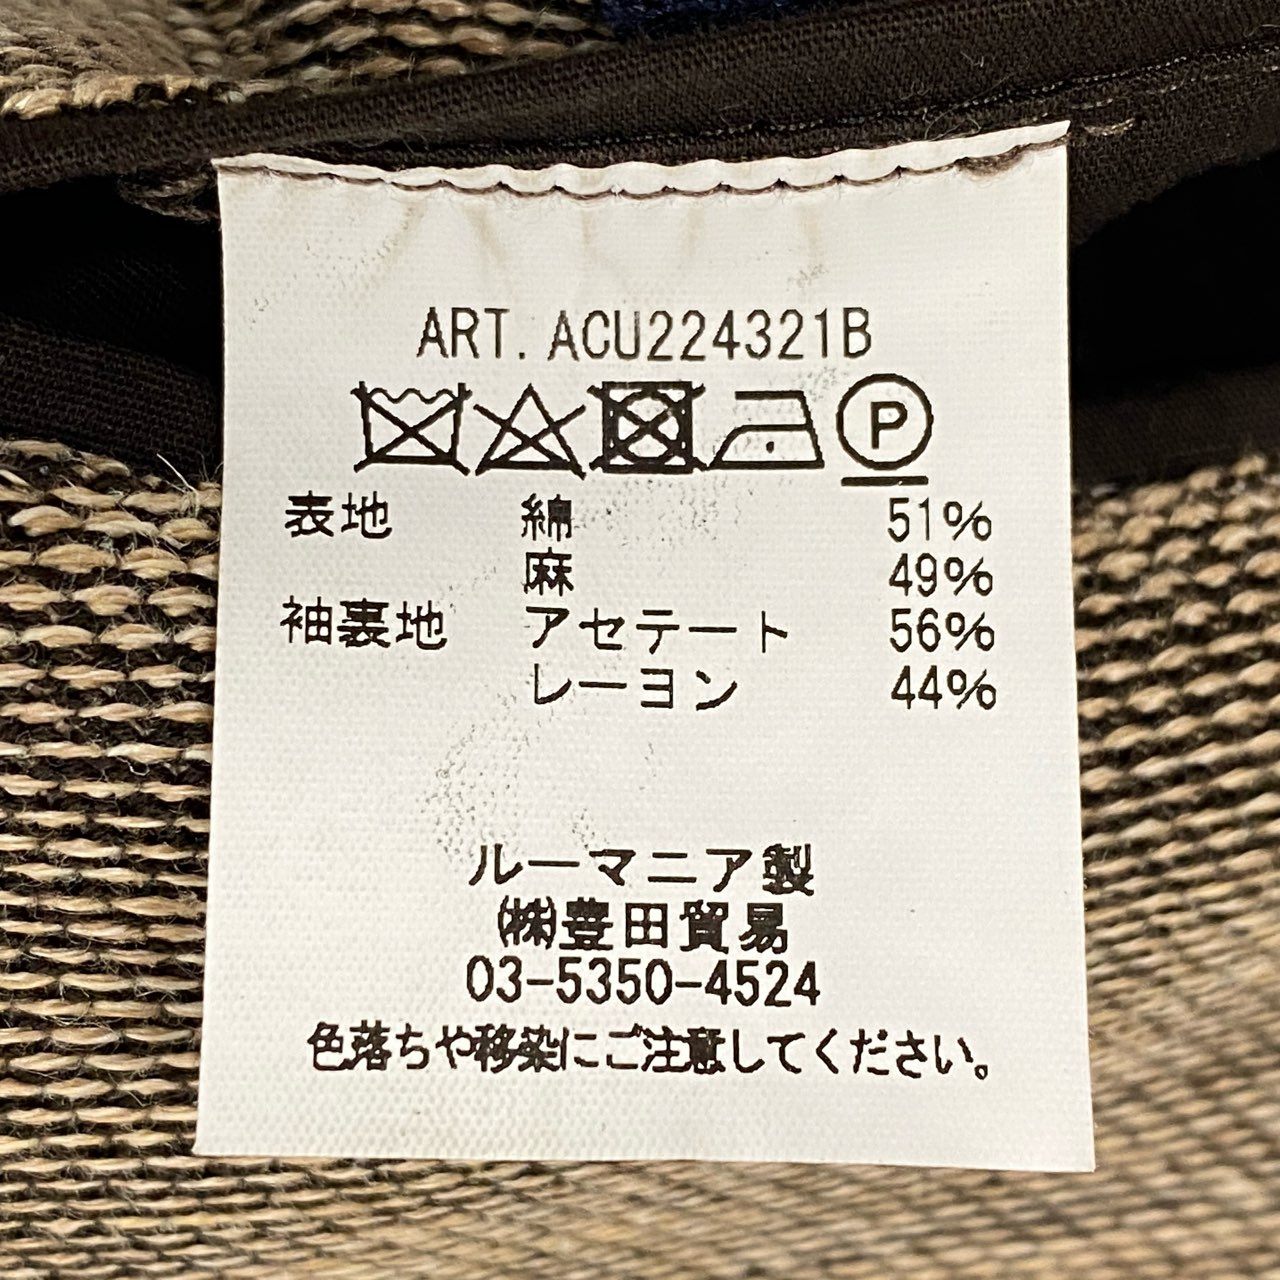 ART. ACU224321B
P
表地 綿 51%
麻 49%
袖裏地 アセテート 56%
レーヨン 44%
ルーマニア製
㈱豊田貿易
03-5350-4524
色落ちや移染にご注意してください。